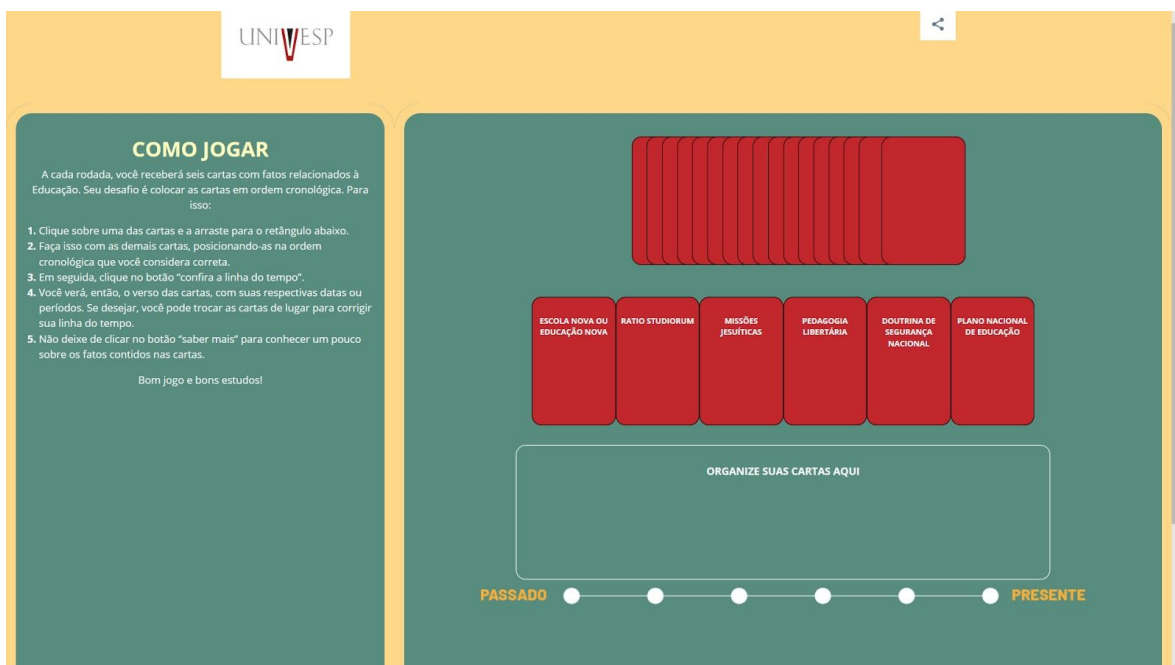 UNIVESP
COMO JOGAR
A cada rodada, você receberá seis cartas com fatos relacionados à
Educação. Seu desafio é colocar as cartas em ordem cronológica. Para
isso:
1. Clique sobre uma das cartas e a arraste para o retângulo abaixo.
2. Faça isso com as demais cartas, posicionando-as na ordem
cronológica que você considera correta.
3. Em seguida, clique no botão “confira a linha do tempo”.
4. Você verá, então, o verso das cartas, com suas respectivas datas ou
períodos. Se desejar, você pode trocar as cartas de lugar para corrigir
sua linha do tempo.
5. Não deixe de clicar no botão “saber mais” para conhecer um pouco
sobre os fatos contidos nas cartas.
Bom jogo e bons estudos!
ESCOLA NOVA OU
EDUCAÇÃO NOVA
RATIO STUDIORUM
MISSÕES
JESUÍTICAS
PEDAGOGIA
LIBERTÁRIA
DOUTRINA DE
SEGURANÇA
NACIONAL
PLANO NACIONAL
DE EDUCAÇÃO
ORGANIZE SUAS CARTAS AQUI
PASSADO
PRESENTE